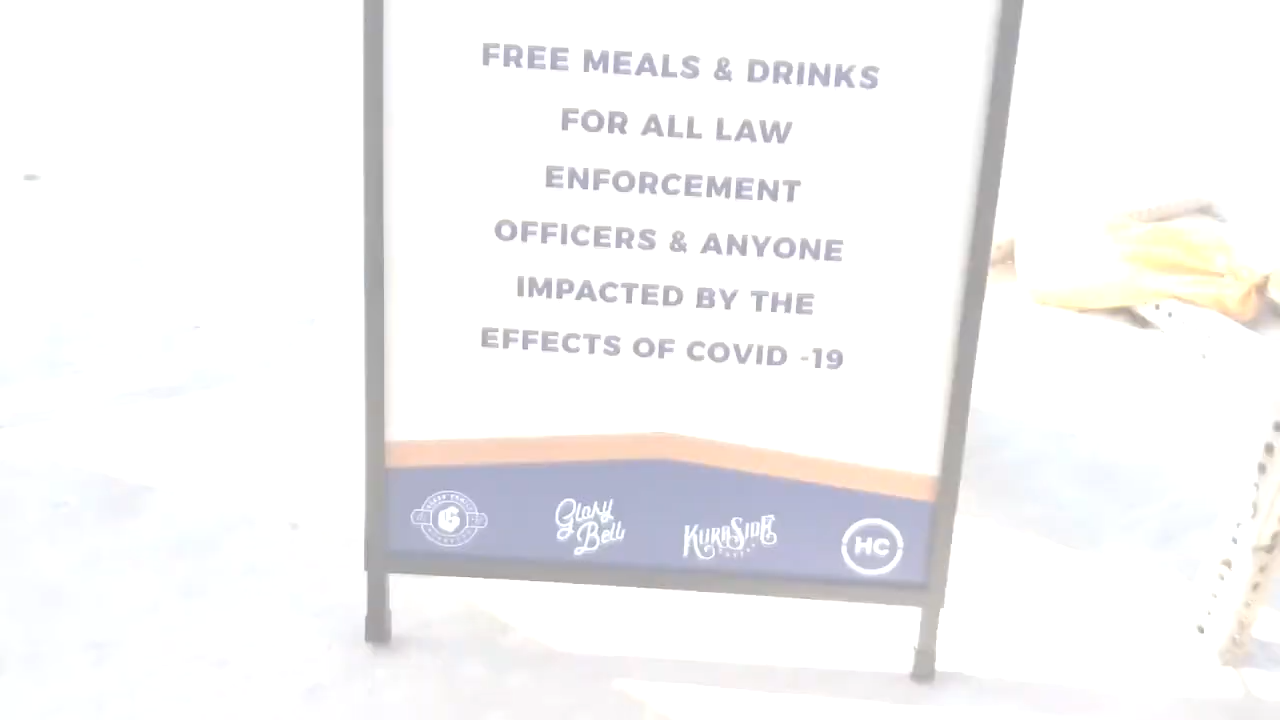 FREE MEALS & DRINKS
FOR ALL LAW
ENFORCEMENT
OFFICERS & ANYONE
IMPACTED BY THE
EFFECTS OF COVID -19
G
Glory
Bell
KURBSIDE
HC